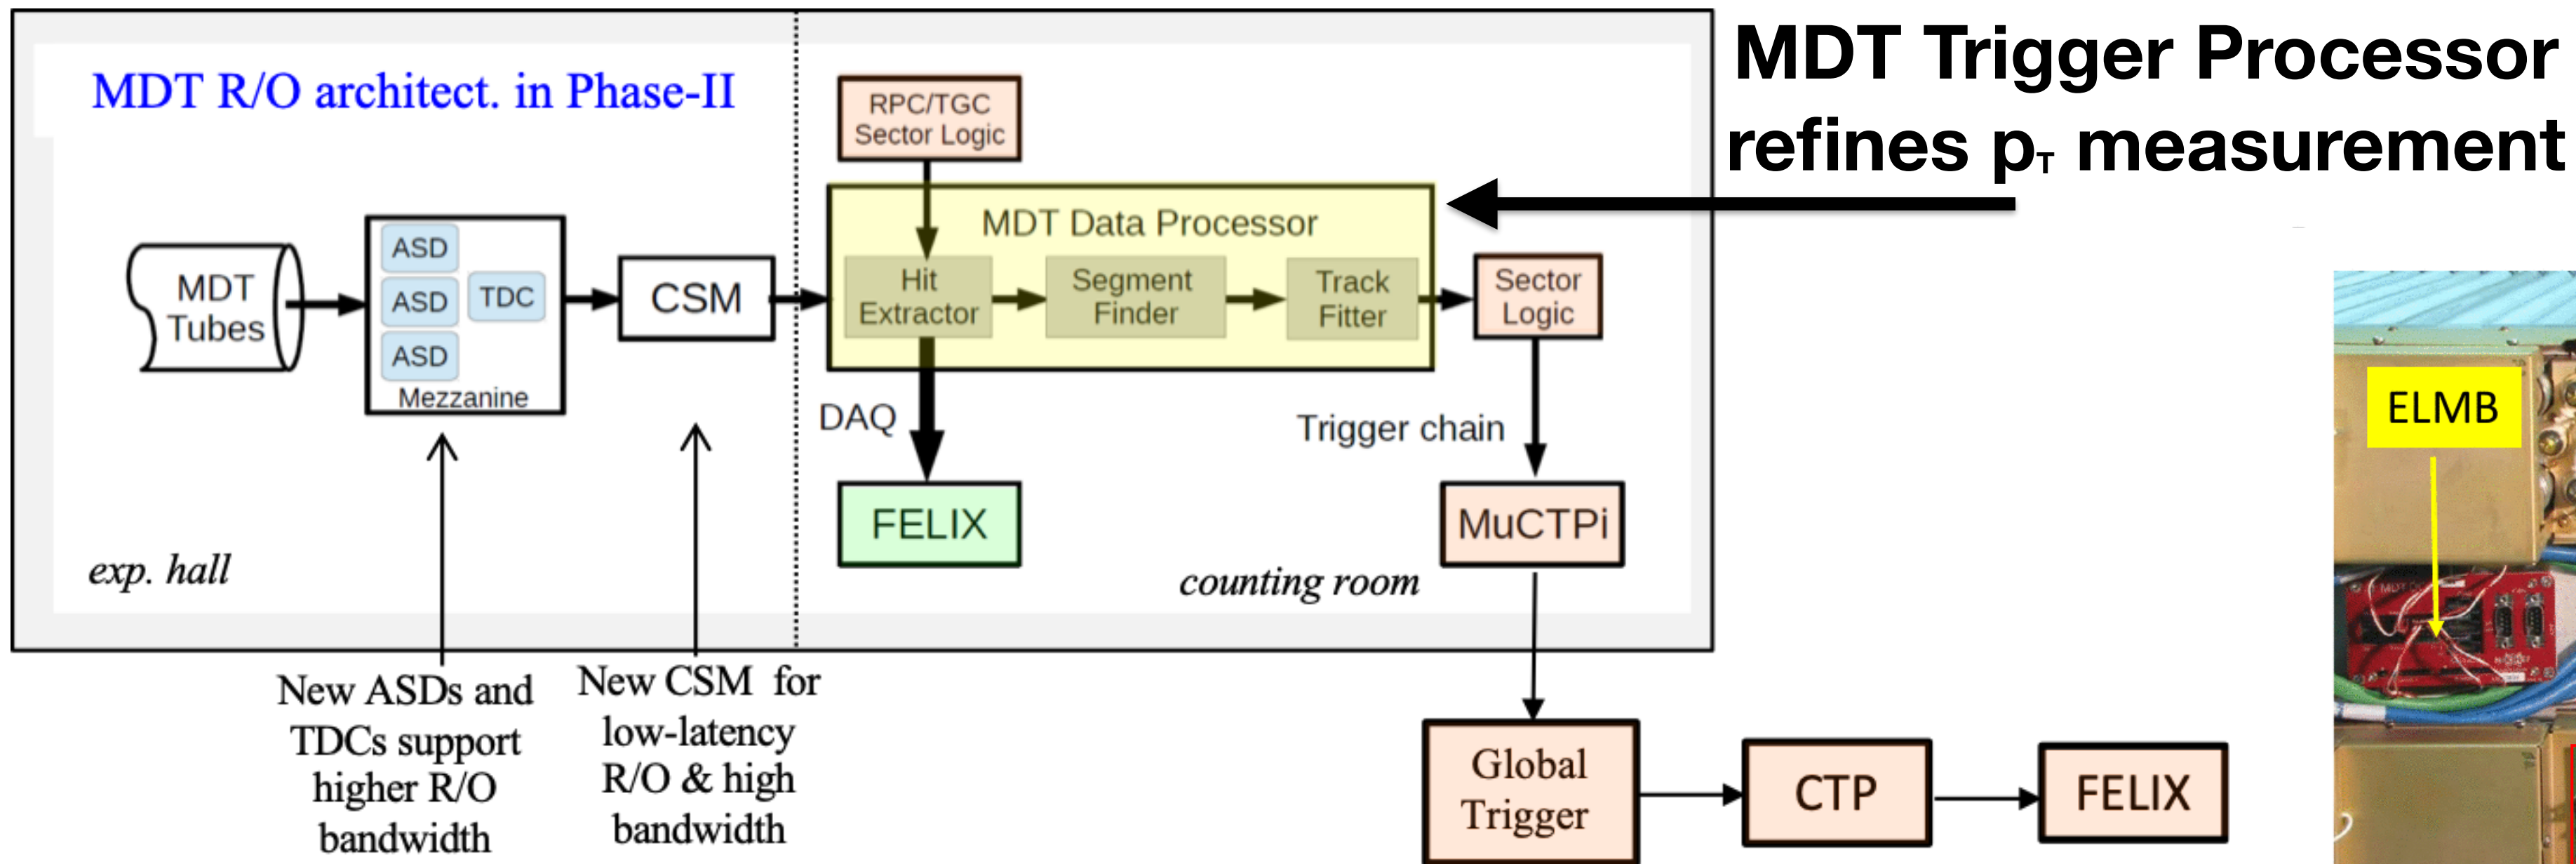 MDT R/O architect. in Phase-II
RPC/TGC
Sector Logic
MDT Trigger Processor
refines pT measurement
MDT Data Processor
MDT
Tubes
ASD
ASD
ASD
TDC
Mezzanine
CSM
Hit
Extractor
Segment
Finder
Track
Fitter
Sector
Logic
DAQ
Trigger chain
FELIX
MuCTPi
exp. hall
counting room
New ASDs and
TDCs support
higher R/O
bandwidth
New CSM for
low-latency
R/O & high
bandwidth
Global
Trigger
CTP
FELIX
ELMB